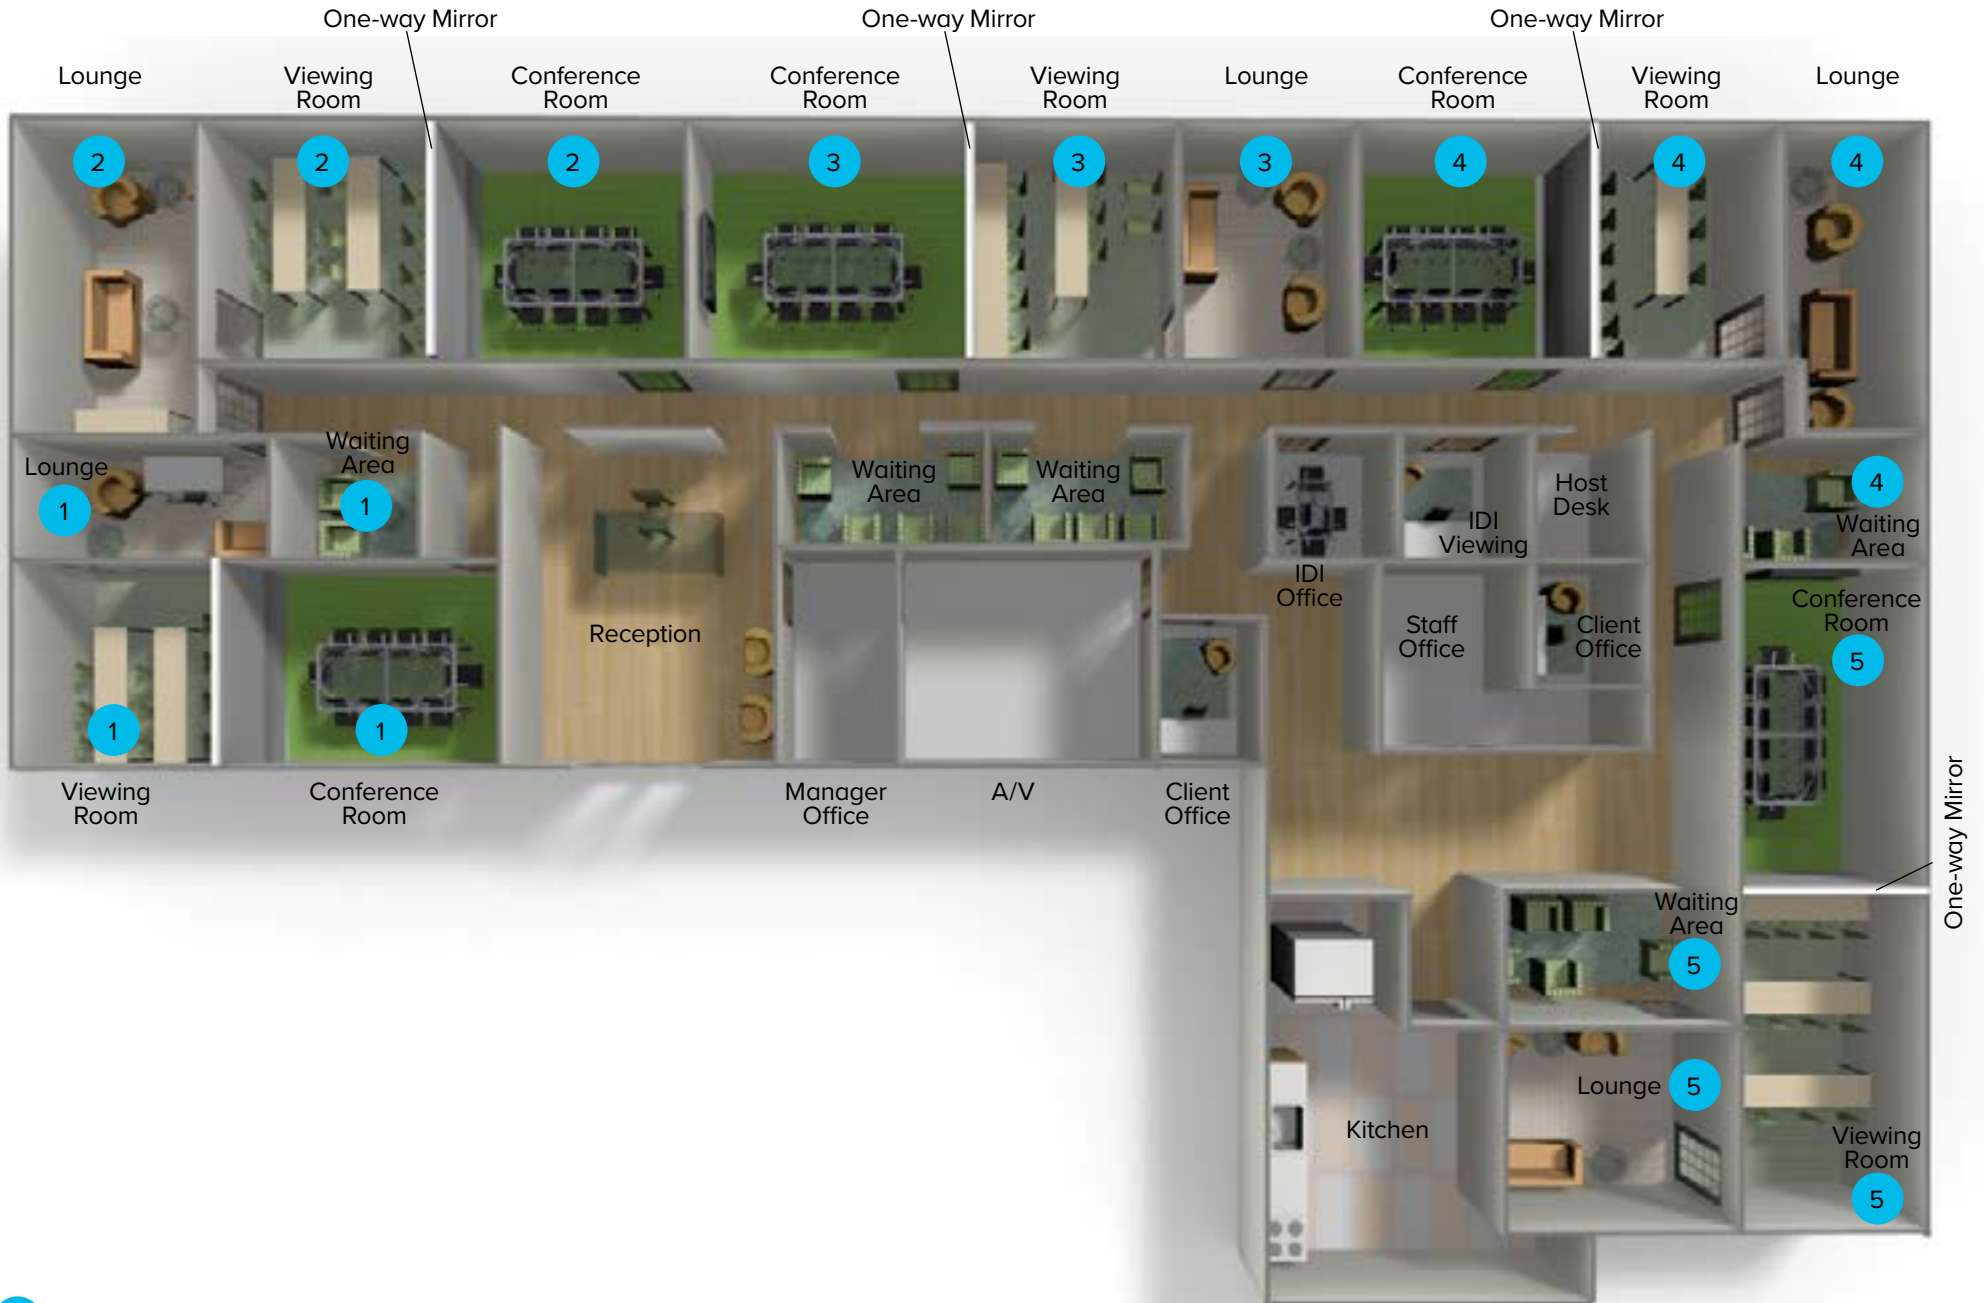 One-way Mirror
One-way Mirror
One-way Mirror
Lounge
Viewing
Room
Conference
Room
Conference
Room
Viewing
Room
Lounge
Conference
Room
Viewing
Room
Lounge
2
2
2
3
3
3
4
4
4
Lounge
1
Waiting
Area
1
Waiting
Area
Waiting
Area
IDI
Office
IDI
Viewing
Host
Desk
4
Waiting
Area
Reception
Staff
Office
Client
Office
Conference
Room
5
1
1
Viewing
Room
Conference
Room
Manager
Office
A/V
Client
Office
One-way Mirror
Waiting
Area
5
Lounge
5
Kitchen
Viewing
Room
5